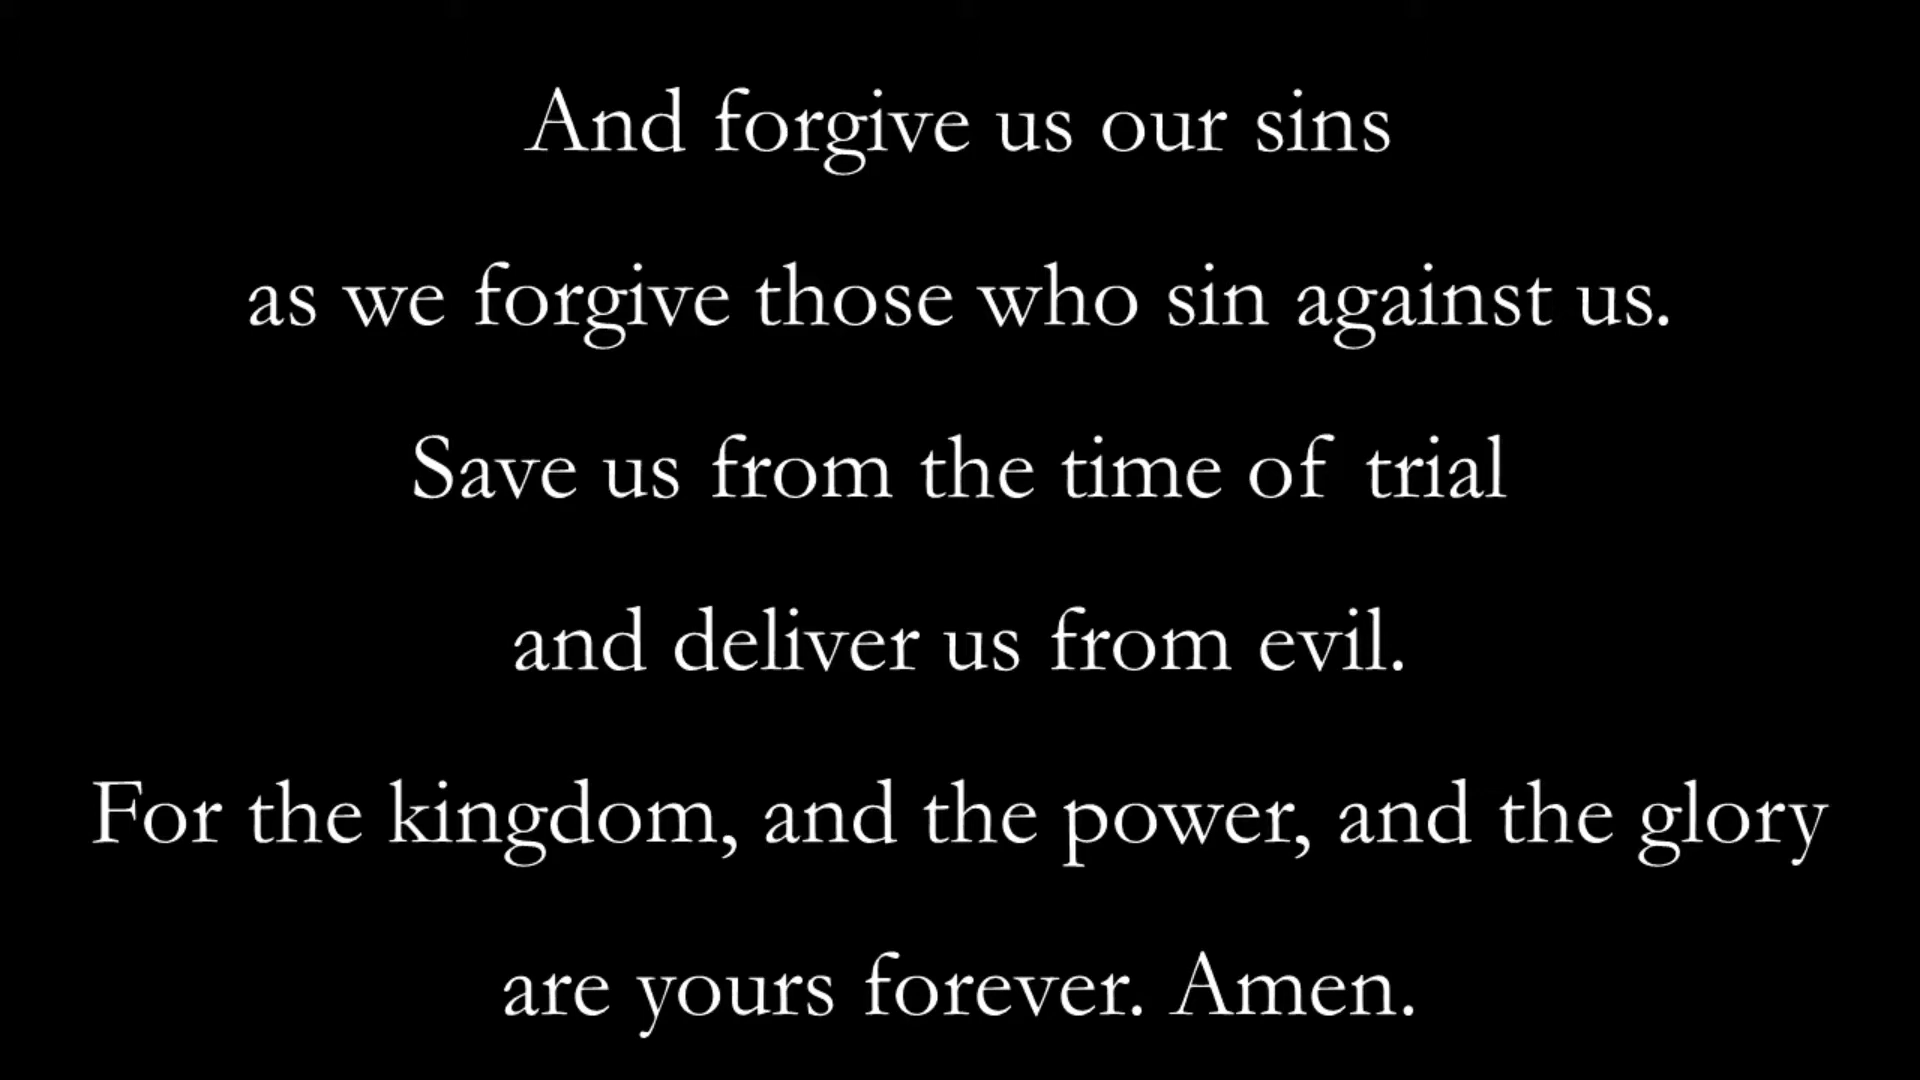 And forgive us our sins
as we forgive those who sin against us.
Save us from the time of trial
and deliver us from evil.
For the kingdom, and the power, and the glory
are yours forever. Amen.